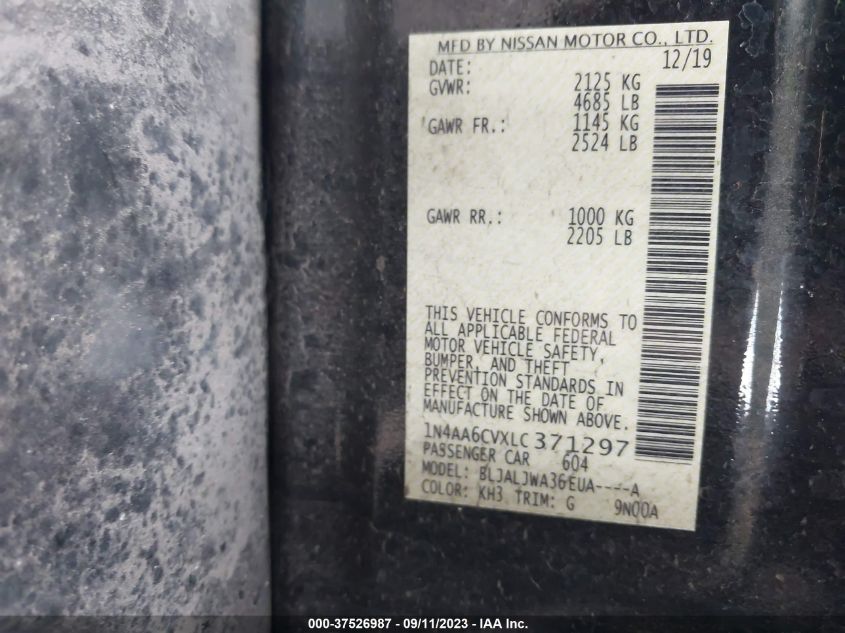 MFD BY NISSAN MOTOR CO., LTD.
DATE: 12/19
GVWR: 2125 KG
4685 LB
GAWR FR.: 1145 KG
2524 LB
GAWR RR.: 1000 KG
2205 LB
THIS VEHICLE CONFORMS TO
ALL APPLICABLE FEDERAL
MOTOR VEHICLE SAFETY,
BUMPER, AND THEFT
PREVENTION STANDARDS IN
EFFECT ON THE DATE OF
MANUFACTURE SHOWN ABOVE.
1N4AA6CVXLC371297
PASSENGER CAR 604
MODEL: BLJALJWA36EUA----A
COLOR: KH3 TRIM: G 9N00A
000-37526987 - 09/11/2023 - IAA Inc.